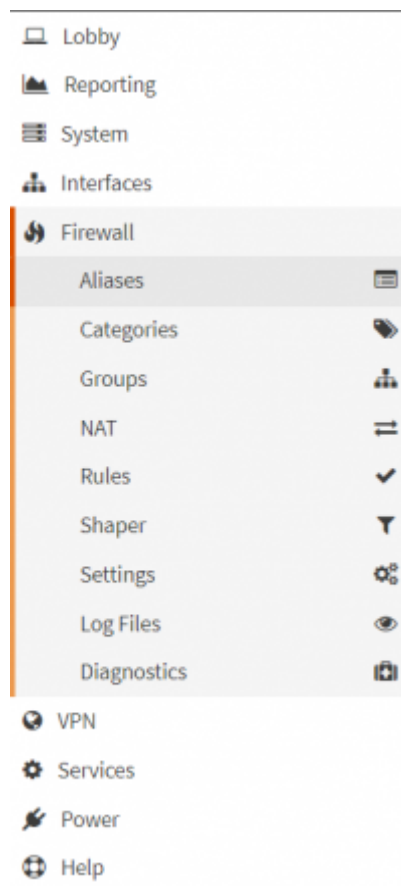 Lobby
Reporting
System
Interfaces
Firewall
Aliases
Categories
Groups
NAT
Rules
Shaper
Settings
Log Files
Diagnostics
VPN
Services
Power
Help